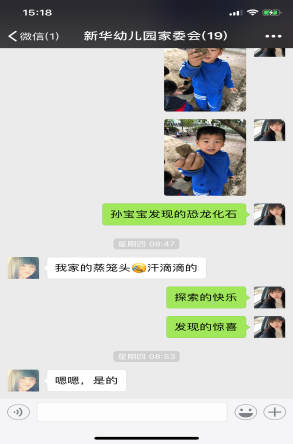 15:18
微信(1)
新华幼儿园家委会(19)
孙宝宝发现的恐龙化石
星期四 08:47
我家的蒸笼头汗滴滴的
探索的快乐
发现的惊喜
星期四 08:53
嗯嗯，是的